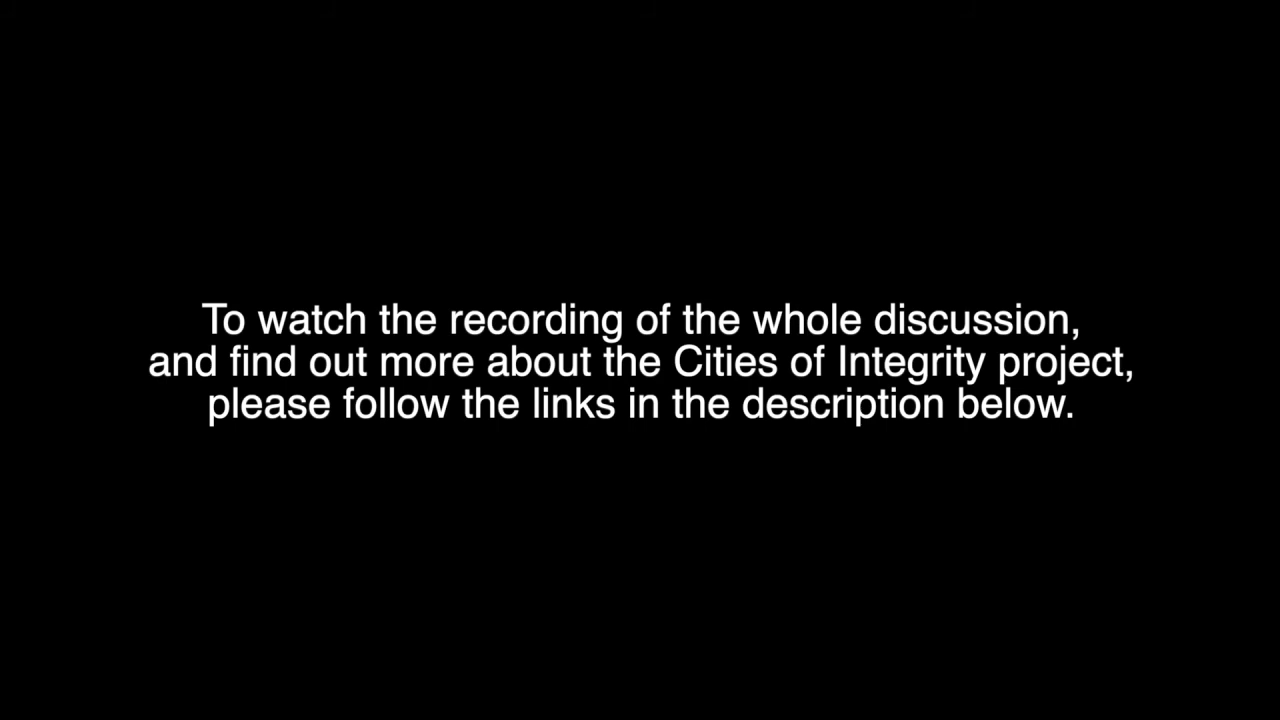 To watch the recording of the whole discussion,
and find out more about the Cities of Integrity project,
please follow the links in the description below.